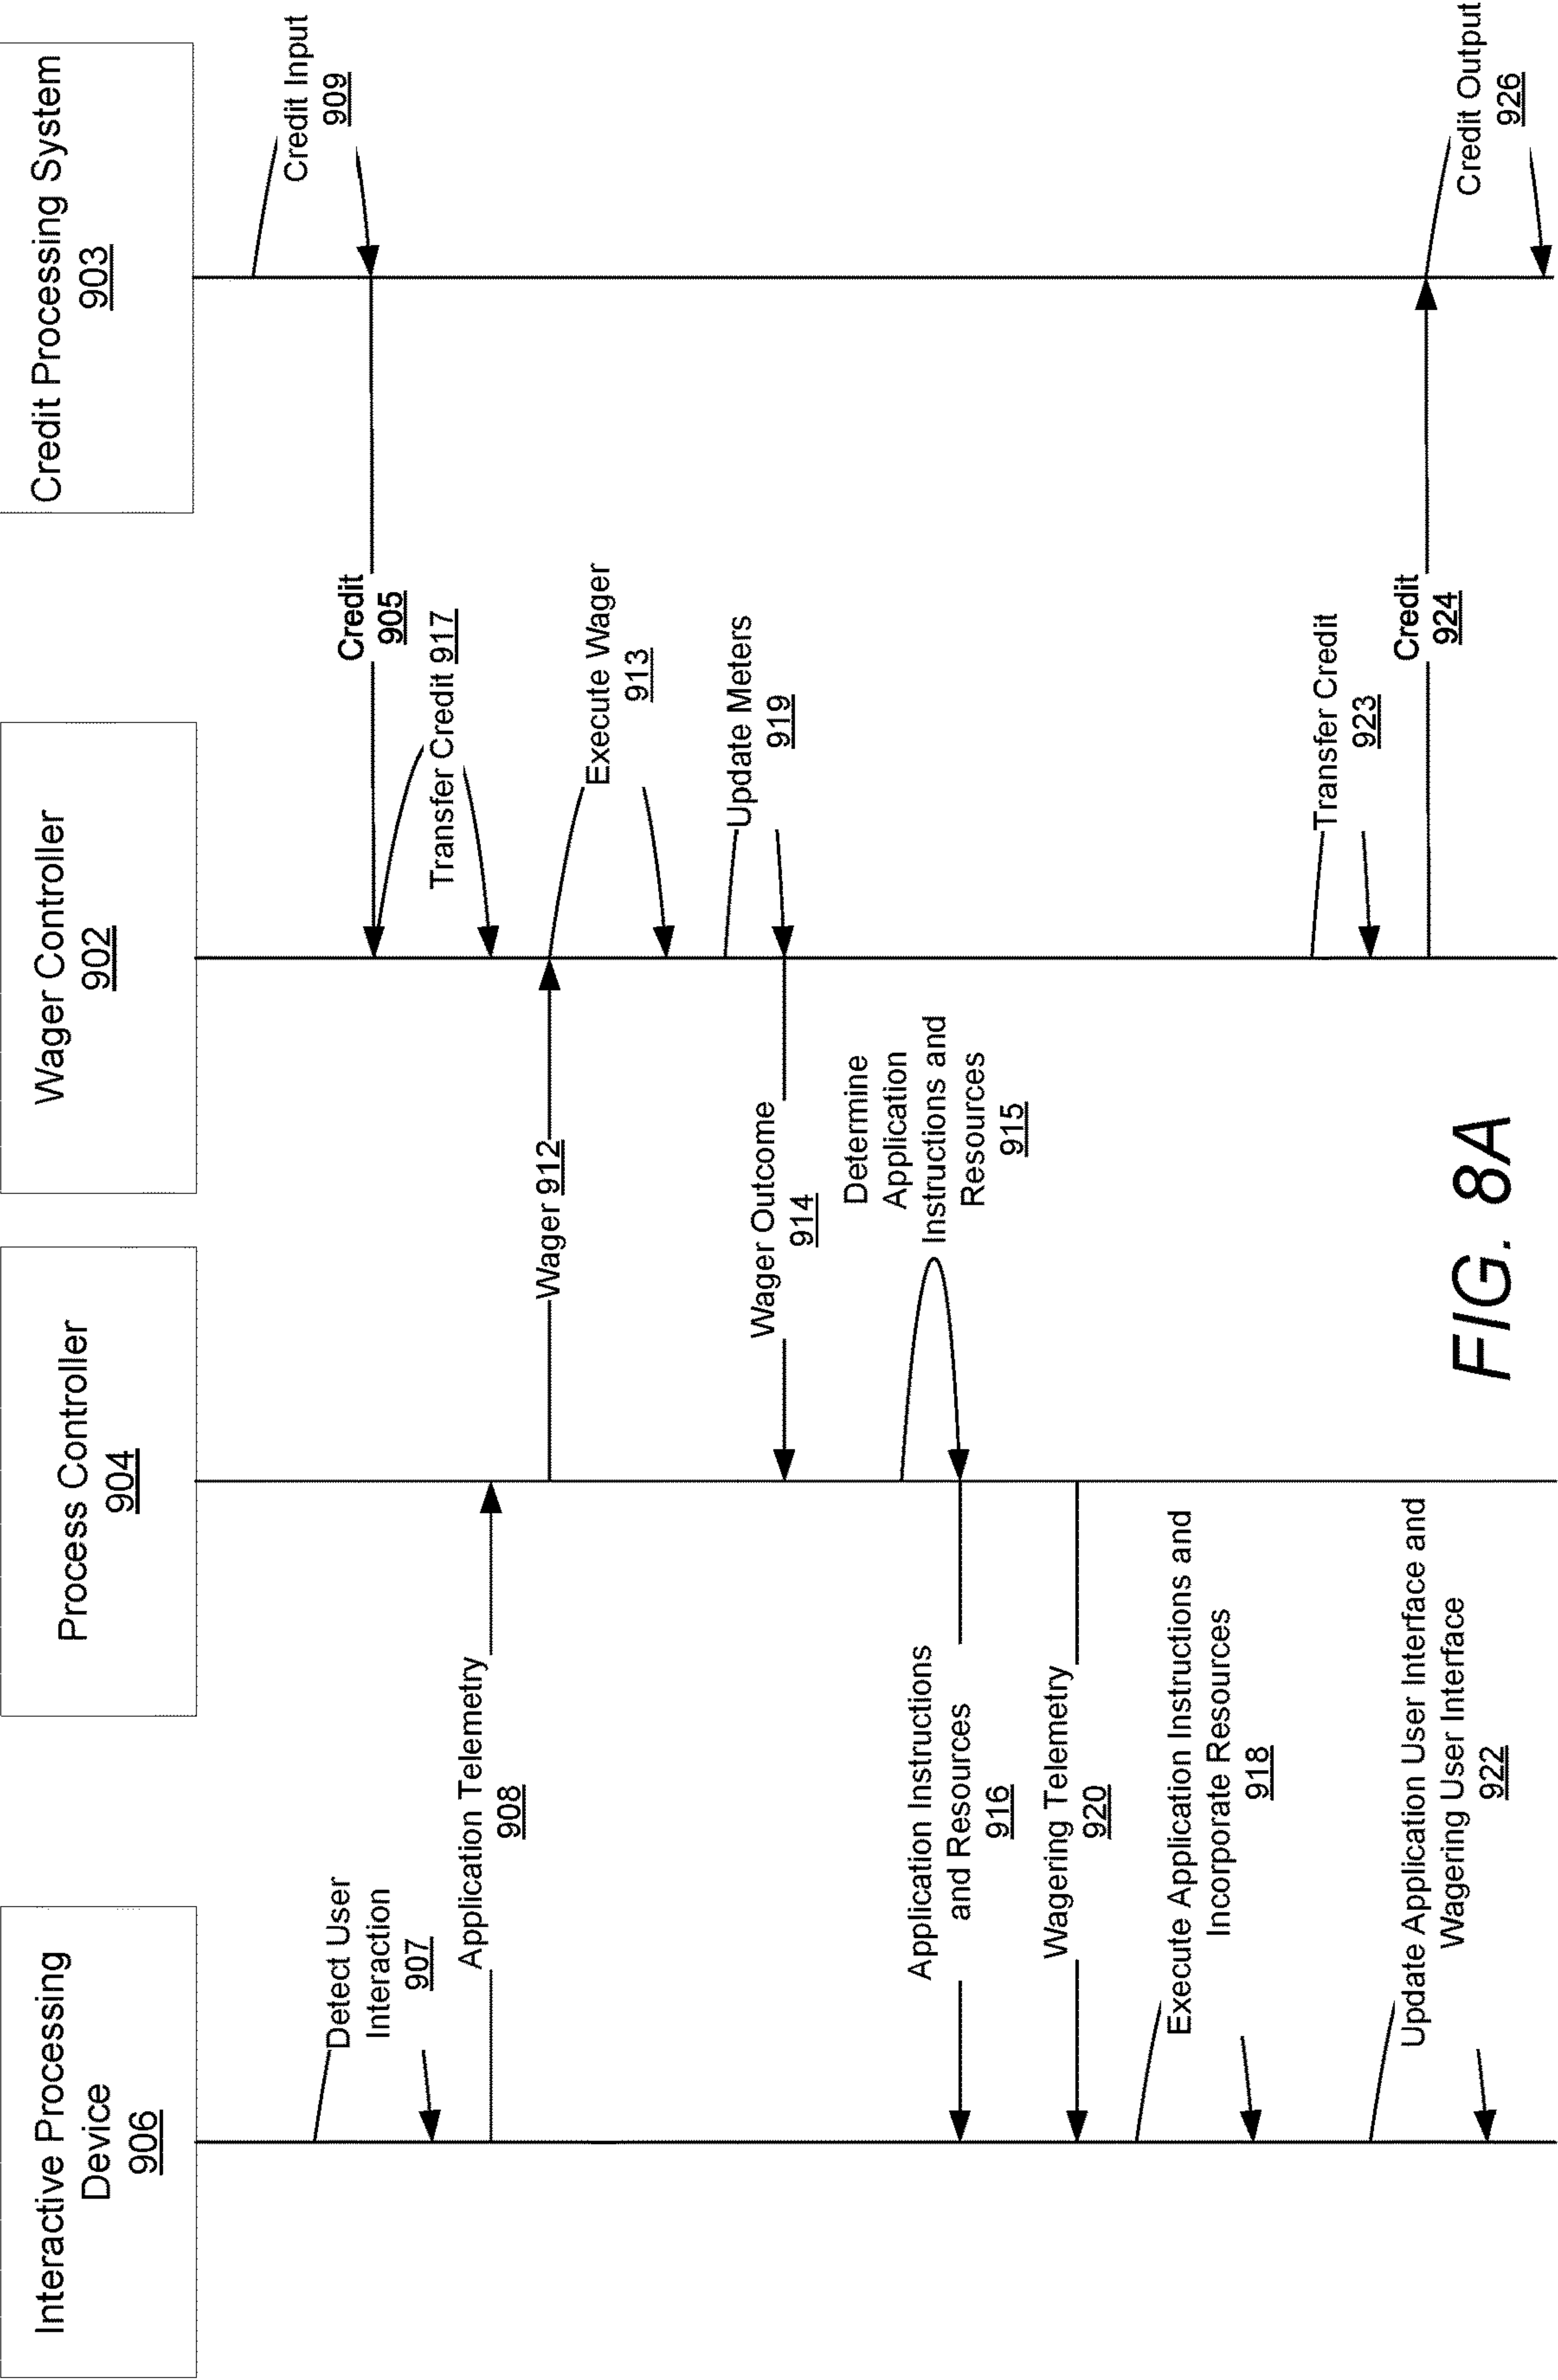 Interactive Processing
Device
906
Process Controller
904
Wager Controller
902
Credit Processing System
903
Credit Input
909
Detect User
Interaction
907
Credit
905
Transfer Credit 917
Application Telemetry
908
Wager 912
Execute Wager
913
Update Meters
919
Wager Outcome
914
Determine
Application
Instructions and
Resources
915
Application Instructions
and Resources
916
Wagering Telemetry
920
Execute Application Instructions and
Incorporate Resources
918
Transfer Credit
923
Update Application User Interface and
Wagering User Interface
922
Credit
924
Credit Output
926
FIG. 8A